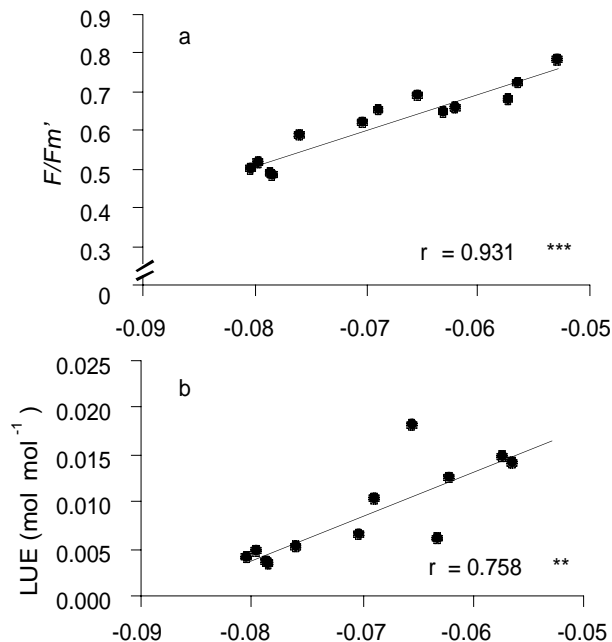 a
0.9
0.8
0.7
0.6
0.5
0.4
0.3
0
F/Fm'
r = 0.931 ***
-0.09 -0.08 -0.07 -0.06 -0.05
b
0.025
0.020
0.015
0.010
0.005
0.000
LUE (mol mol-1)
r = 0.758 **
-0.09 -0.08 -0.07 -0.06 -0.05